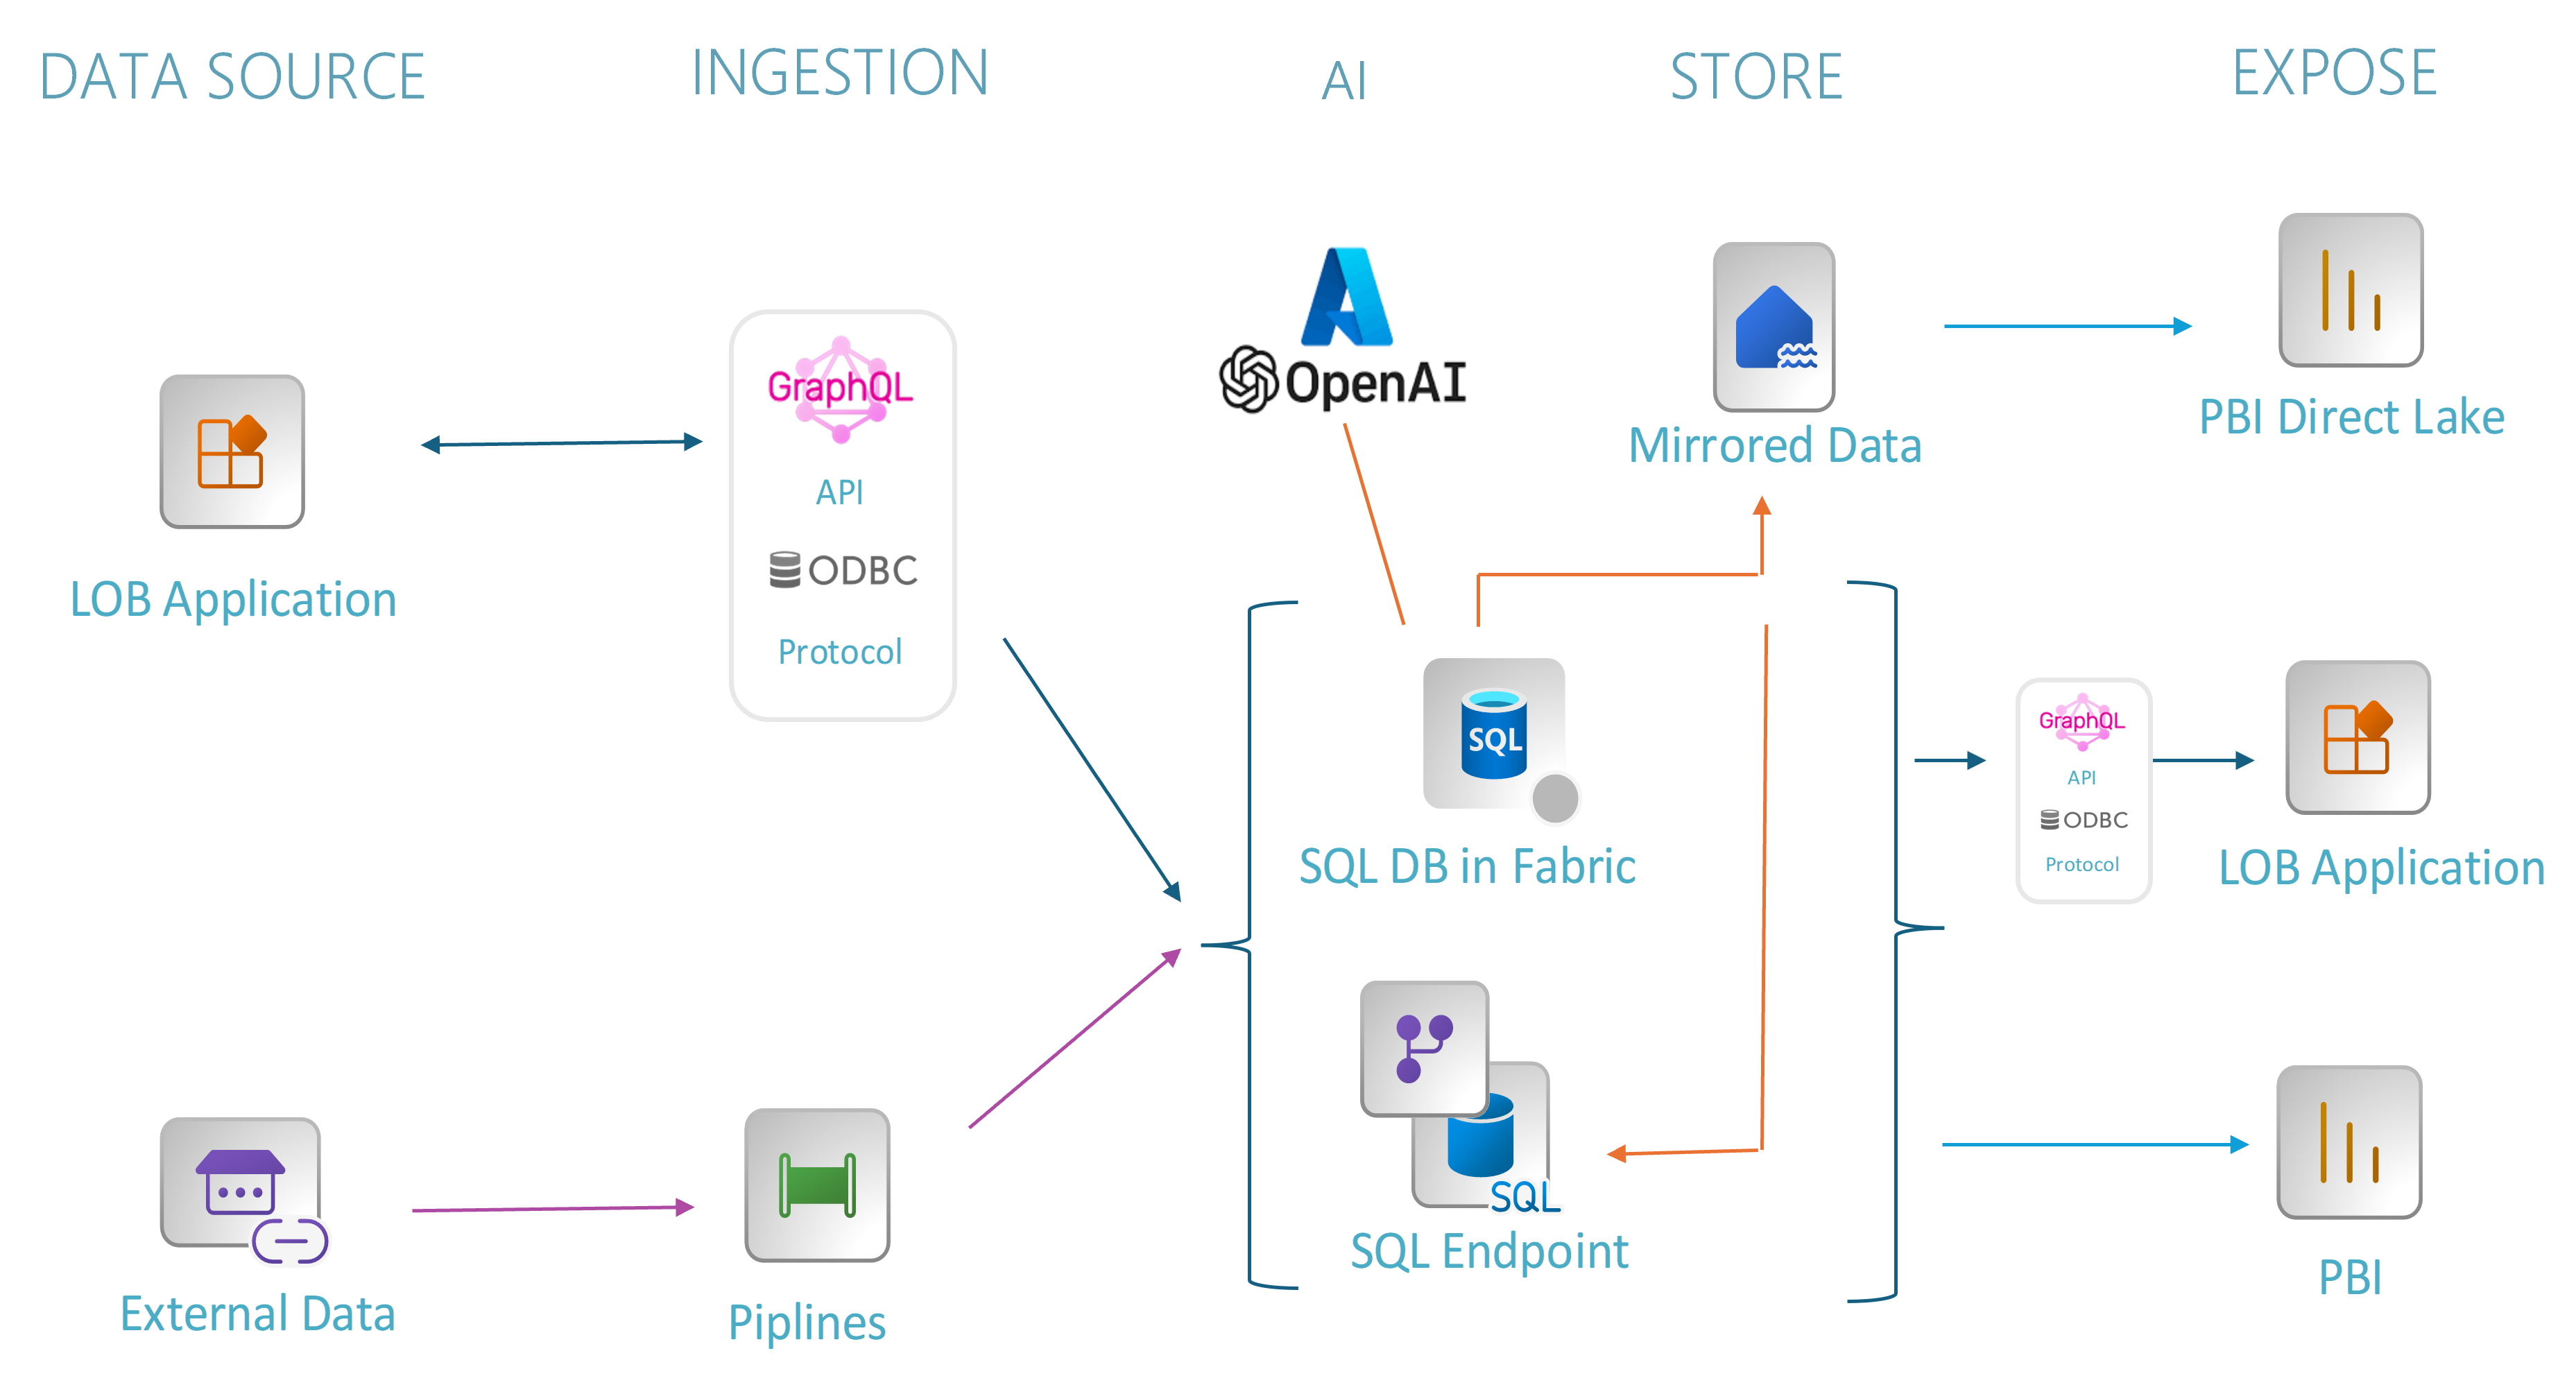 DATA SOURCE
INGESTION
AI
STORE
EXPOSE
LOB Application
GraphQL
API
ODBC
Protocol
OpenAI
Mirrored Data
PBI Direct Lake
SQL
SQL DB in Fabric
GraphQL
API
ODBC
Protocol
LOB Application
External Data
Piplines
SQL
SQL Endpoint
PBI